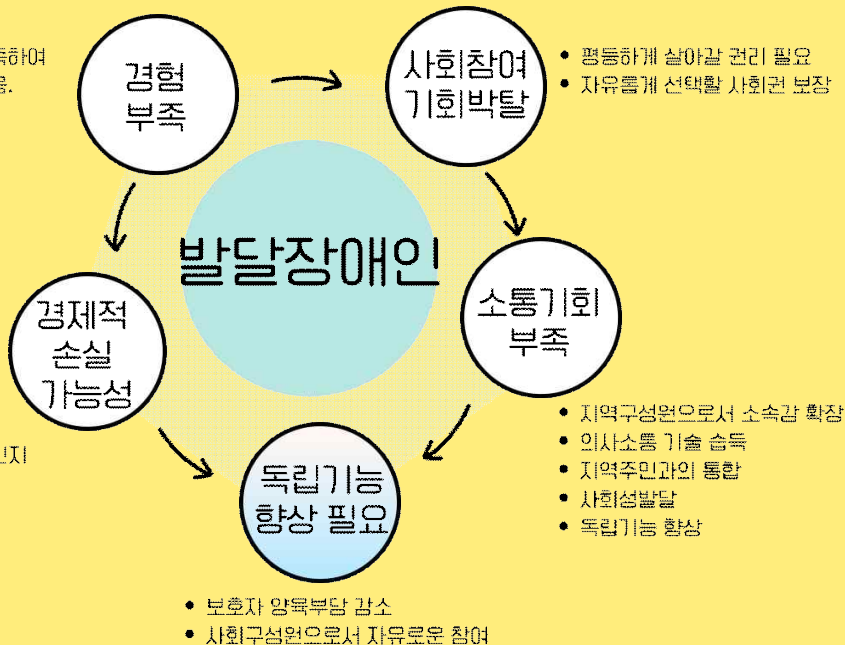 경험
부족
사회참여
기회박탈
• 평등하게 살아갈 권리 필요
• 자유롭게 선택할 사회권 보장
발달장애인
경제적
손실
가능성
소통기회
부족
• 지역구성원으로서 소속감 확장
• 의사소통 기술 습득
• 지역주민과의 통합
• 사회성발달
• 독립기능 향상
독립기능
향상 필요
• 보호자 양육부담 감소
• 사회구성원으로서 자유로운 참여